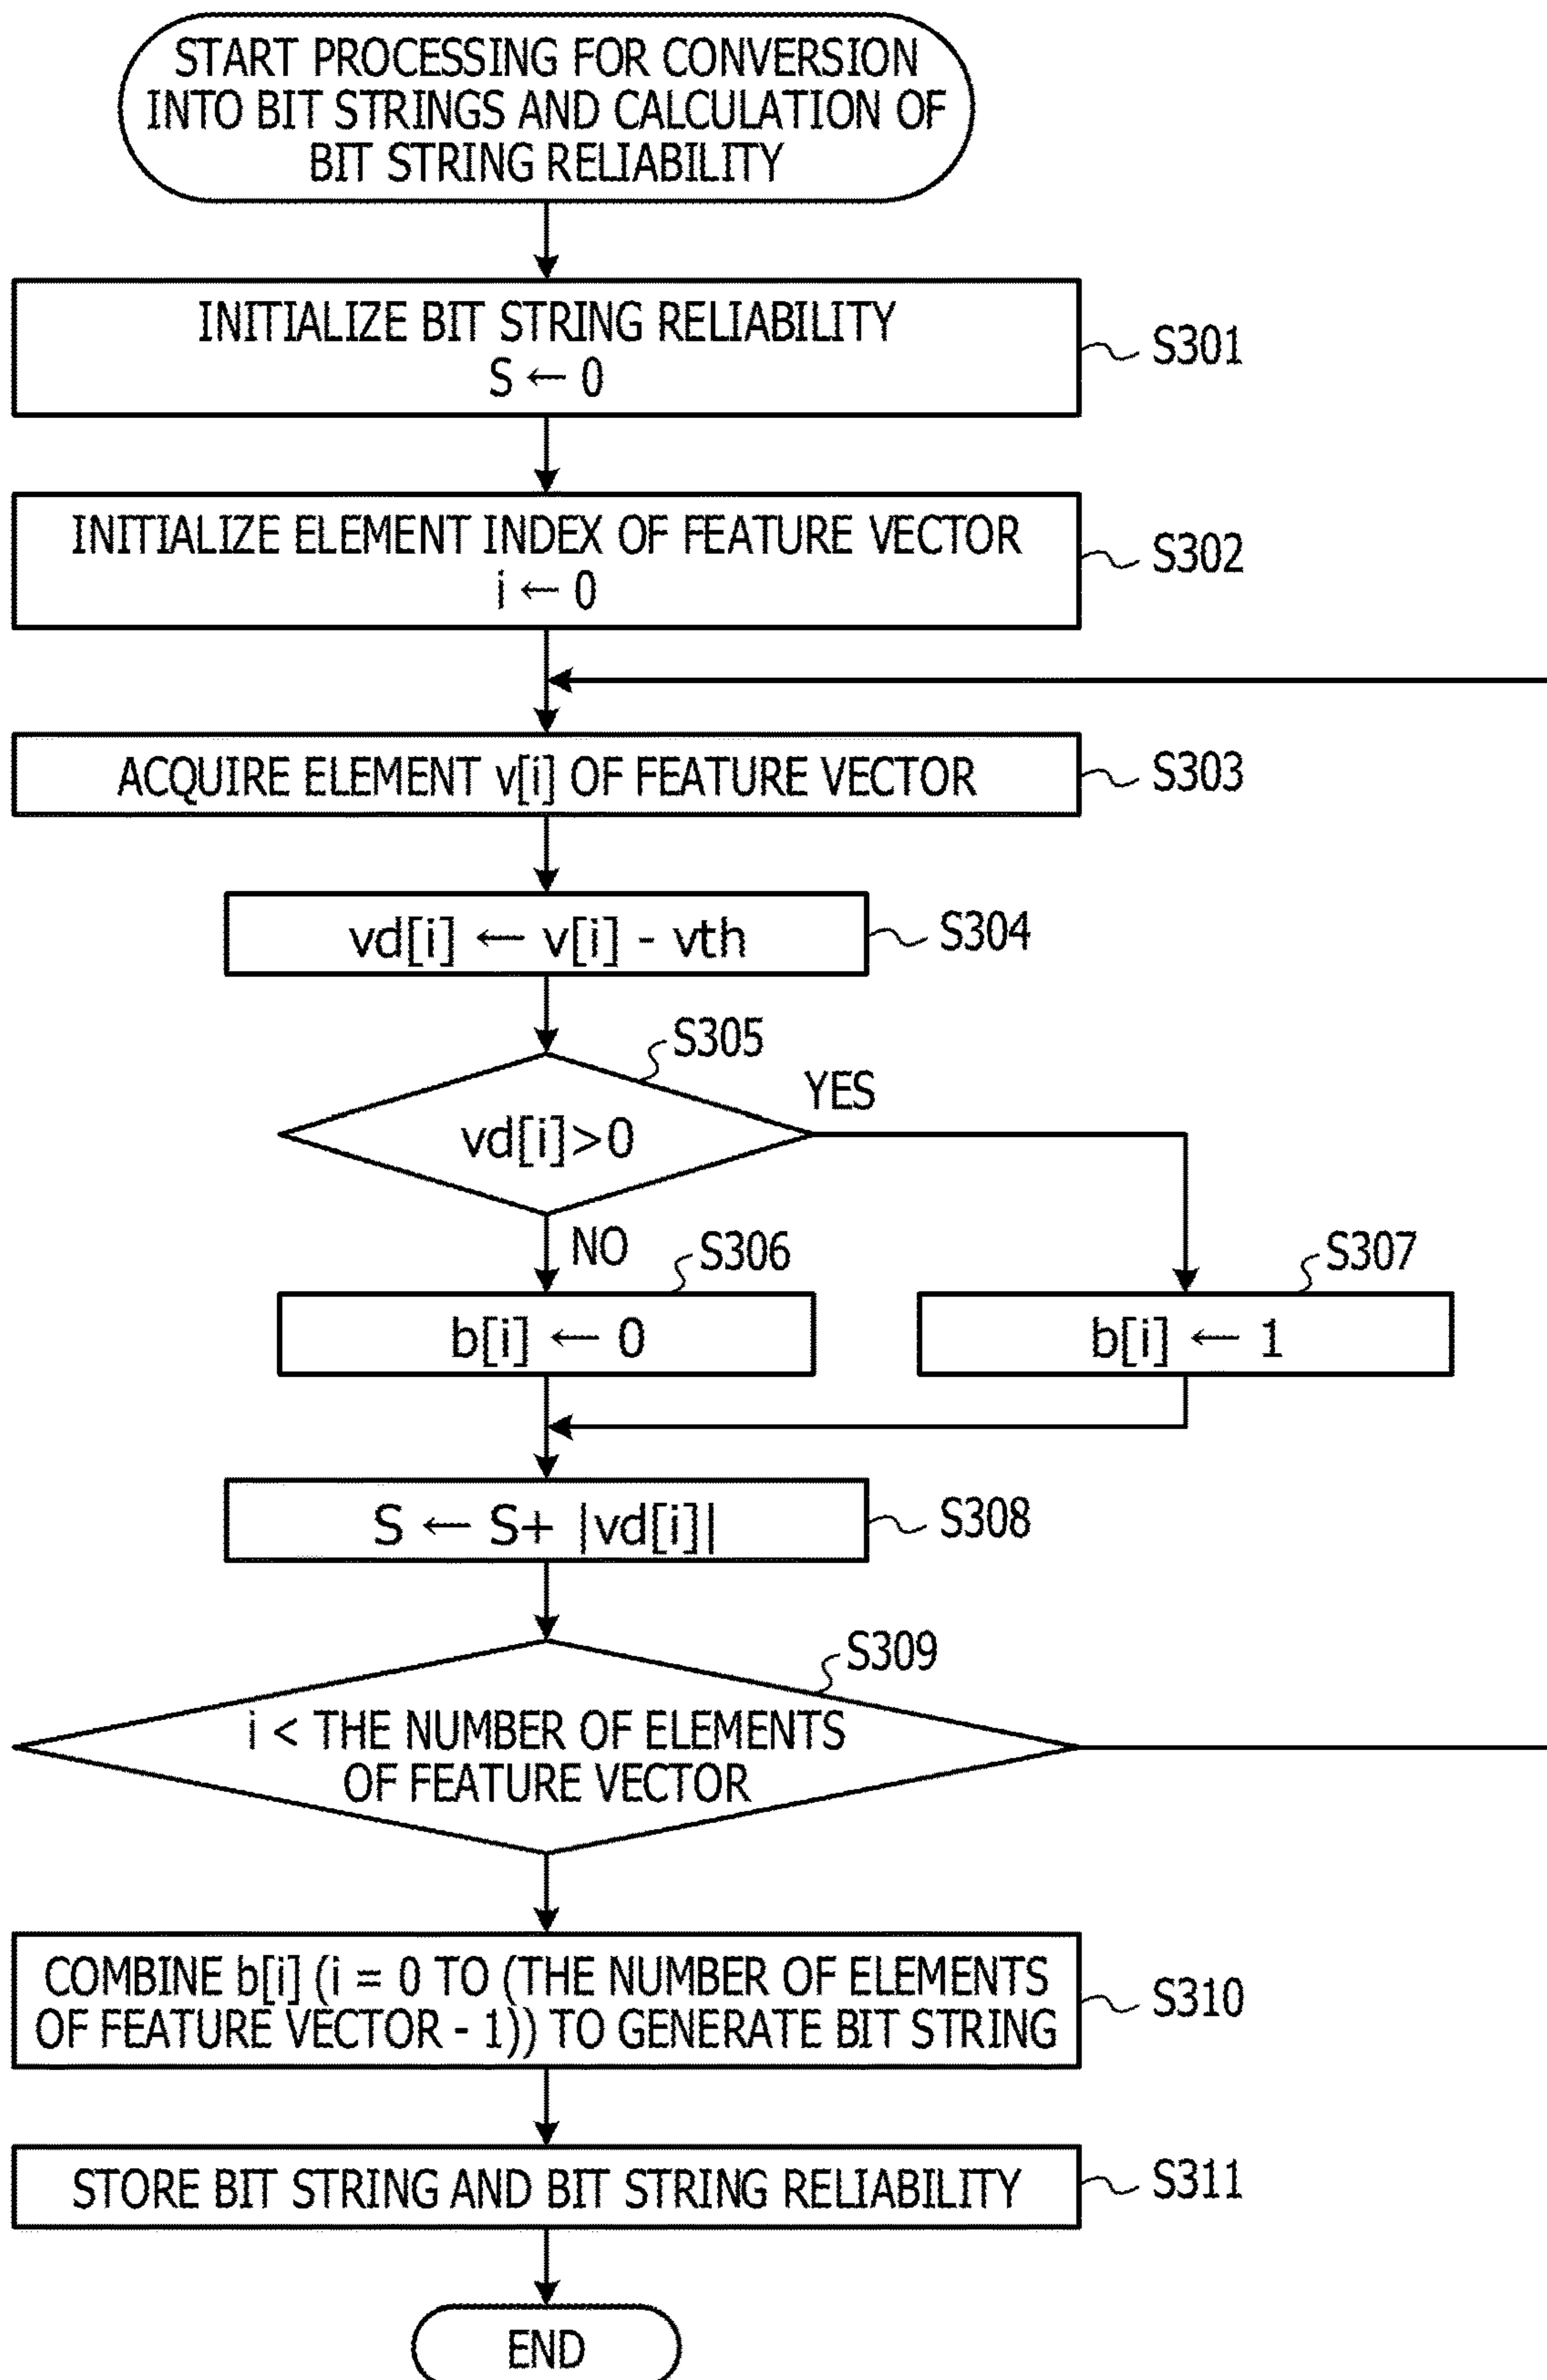 START PROCESSING FOR CONVERSION
INTO BIT STRINGS AND CALCULATION OF
BIT STRING RELIABILITY
INITIALIZE BIT STRING RELIABILITY
S ← 0
S301
INITIALIZE ELEMENT INDEX OF FEATURE VECTOR
i ← 0
S302
ACQUIRE ELEMENT v[i] OF FEATURE VECTOR
S303
vd[i] ← v[i] - vth
S304
S305
vd[i]>0
YES
NO
S306
b[i] ← 0
S307
b[i] ← 1
S ← S+ |vd[i]|
S308
S309
i < THE NUMBER OF ELEMENTS
OF FEATURE VECTOR
COMBINE b[i] (i = 0 TO (THE NUMBER OF ELEMENTS
OF FEATURE VECTOR - 1)) TO GENERATE BIT STRING
S310
STORE BIT STRING AND BIT STRING RELIABILITY
S311
END